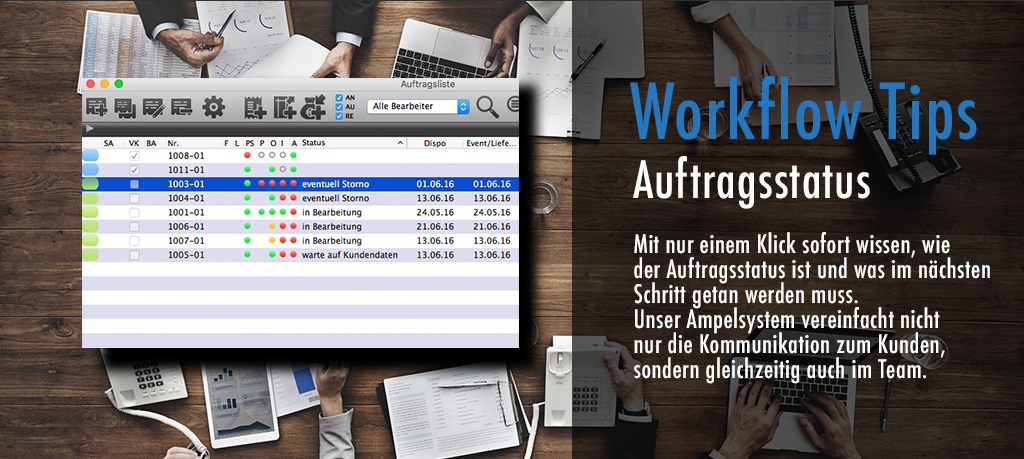 Auftragsliste
AN
AU
RE
Alle Bearbeiter
SA VK BA Nr. F L PS P O I A Status Dispo Event/Liefe...
1008-01
1011-01
1003-01 eventuell Storno 01.06.16 01.06.16
1004-01 eventuell Storno 13.06.16 13.06.16
1001-01 in Bearbeitung 24.05.16 24.05.16
1006-01 in Bearbeitung 21.06.16 21.06.16
1007-01 in Bearbeitung 13.06.16 13.06.16
1005-01 warte auf Kundendaten 13.06.16 13.06.16
Workflow Tips
Auftragsstatus
Mit nur einem Klick sofort wissen, wie
der Auftragsstatus ist und was im nächsten
Schritt getan werden muss.
Unser Ampelsystem vereinfacht nicht
nur die Kommunikation zum Kunden,
sondern gleichzeitig auch im Team.